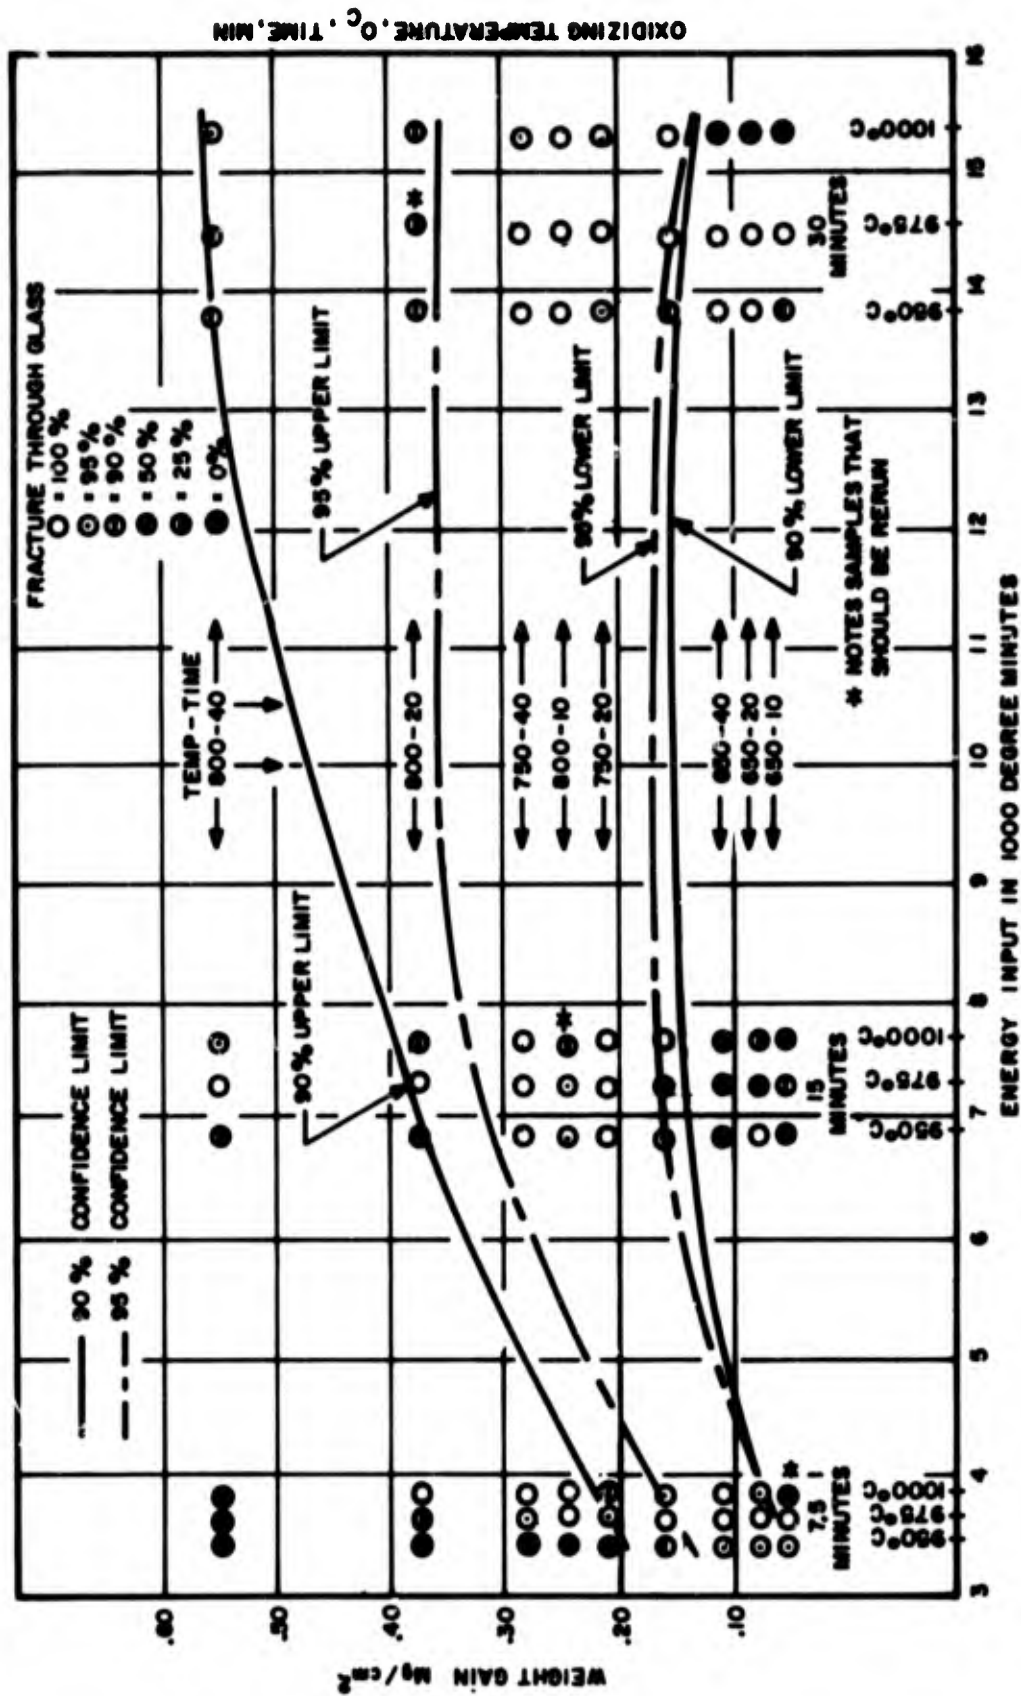 — 90 % CONFIDENCE LIMIT
— - — 95 % CONFIDENCE LIMIT
FRACTURE THROUGH GLASS
= 100 %
= 95 %
= 90 %
= 50 %
= 25 %
= 0%
TEMP-TIME
800-40
90% UPPER LIMIT
95% UPPER LIMIT
800-20
*
750-40
800-10
*
750-20
95% LOWER LIMIT
650-40
650-20
650-10
90% LOWER LIMIT
*
* NOTES SAMPLES THAT
SHOULD BE RERUN
7.5
MINUTES
15
MINUTES
30
MINUTES
950°C
975°C
1000°C
950°C
975°C
1000°C
950°C
975°C
1000°C
.60
.50
.40
.30
.20
.10
3 4 5 6 7 8 9 10 11 12 13 14 15 16
WEIGHT GAIN Mg/cm²
ENERGY INPUT IN 1000 DEGREE MINUTES
OXIDIZING TEMPERATURE, OC , TIME, MIN